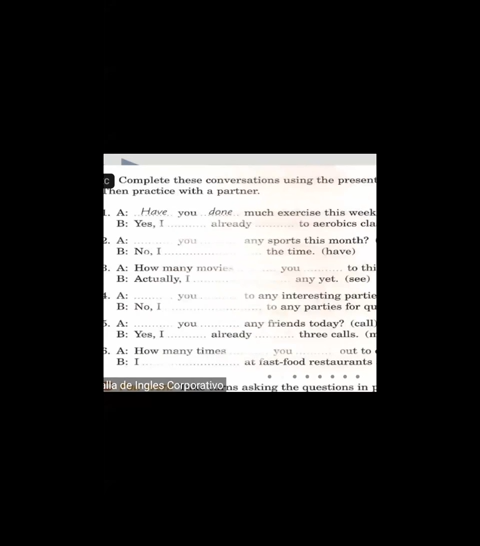 C Complete these conversations using the present
Then practice with a partner.
1. A: Have you done much exercise this week
B: Yes, I .......... already .......... to aerobics cla
2. A: .......... you .......... any sports this month? (
B: No, I .......... the time. (have)
3. A: How many movies .......... you .......... to thi
B: Actually, I .......... any yet. (see)
4. A: .......... you .......... to any interesting partie
B: No, I .......... to any parties for qu
5. A: .......... you .......... any friends today? (call)
B: Yes, I .......... already .......... three calls. (m
6. A: How many times .......... you .......... out to
B: I .......... at fast-food restaurants
illa de Ingles Corporativo
ns asking the questions in p